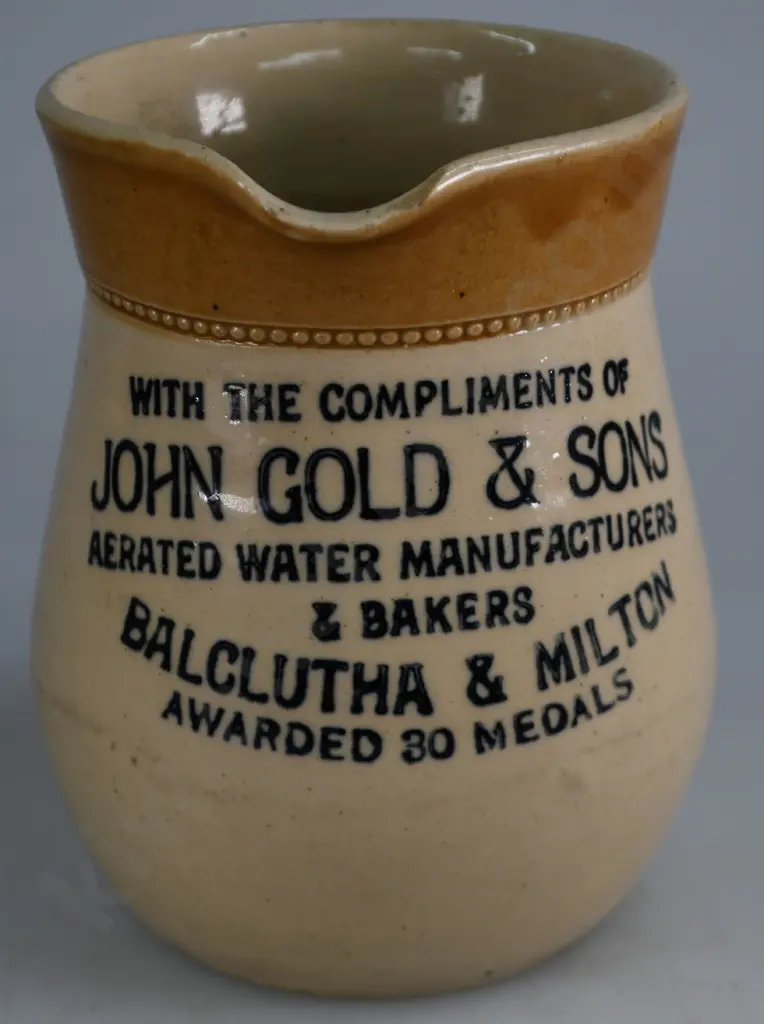 WITH THE COMPLIMENTS OF
JOHN GOLD & SONS
AERATED WATER MANUFACTURERS
& BAKERS
BALCLUTHA & MILTON
AWARDED 30 MEDALS